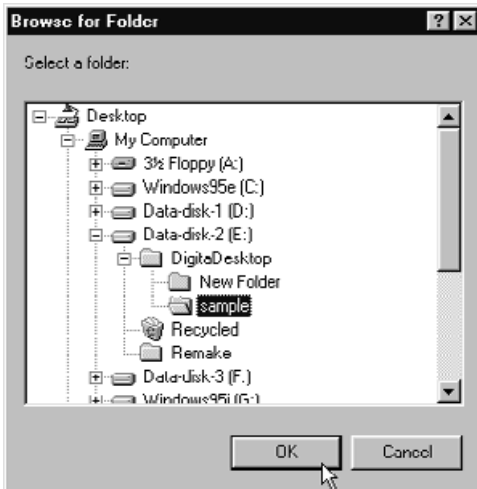 Browse for Folder
Select a folder:
Desktop
My Computer
3½ Floppy (A:)
Windows95e (C:)
Data-disk-1 (D:)
Data-disk-2 (E:)
DigitaDesktop
New Folder
sample
Recycled
Remake
Data-disk-3 (F:)
Windows95i (G:)
OK
Cancel